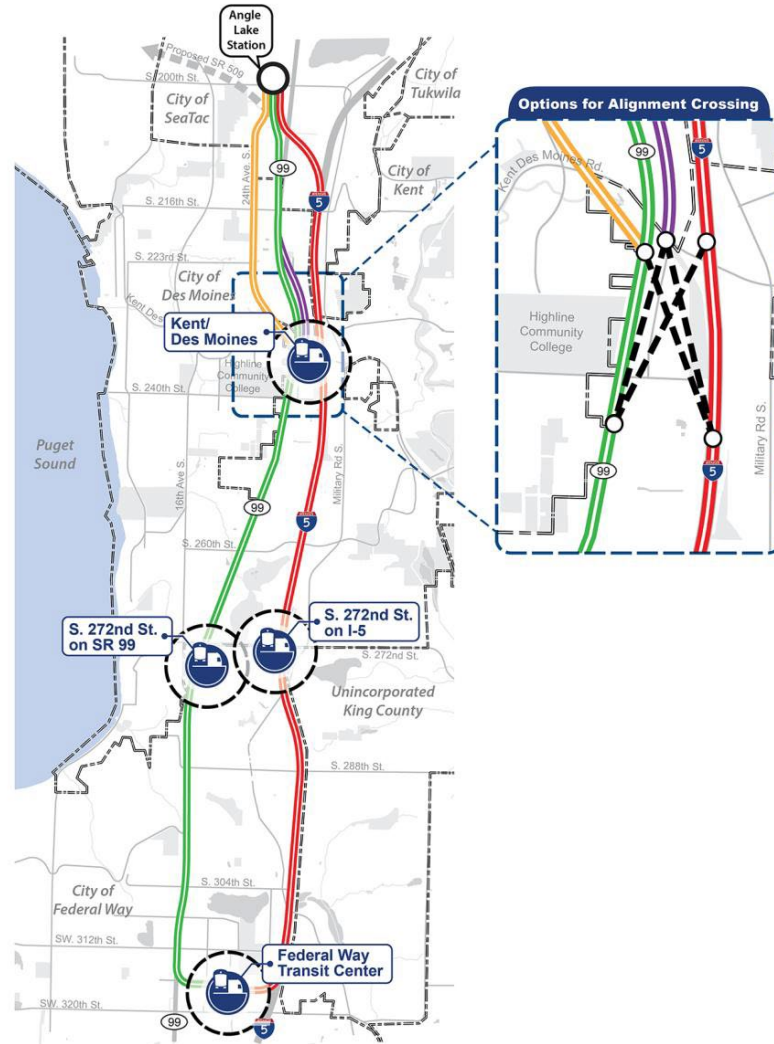 Angle
Lake
Station
Proposed SR 509
S. 200th St.
City of
SeaTac
City of
Tukwila
24th Ave S.
99
City of
Kent
5
S. 216th St.
S. 223rd St.
City of
Des Moines
Kent Des
Kent/
Des Moines
Highline
Community
College
S. 240th St.
Puget
Sound
16th Ave S.
Military Rd S.
99
5
S. 260th St.
S. 272nd St.
on SR 99
S. 272nd St.
on I-5
S. 272nd St.
Unincorporated
King County
S. 288th St.
City of
Federal Way
S. 304th St.
SW. 312th St.
Federal Way
Transit Center
SW. 320th St.
99
5
Options for Alignment Crossing
99
5
Kent Des Moines Rd.
Highline
Community
College
Military Rd S.
99
5